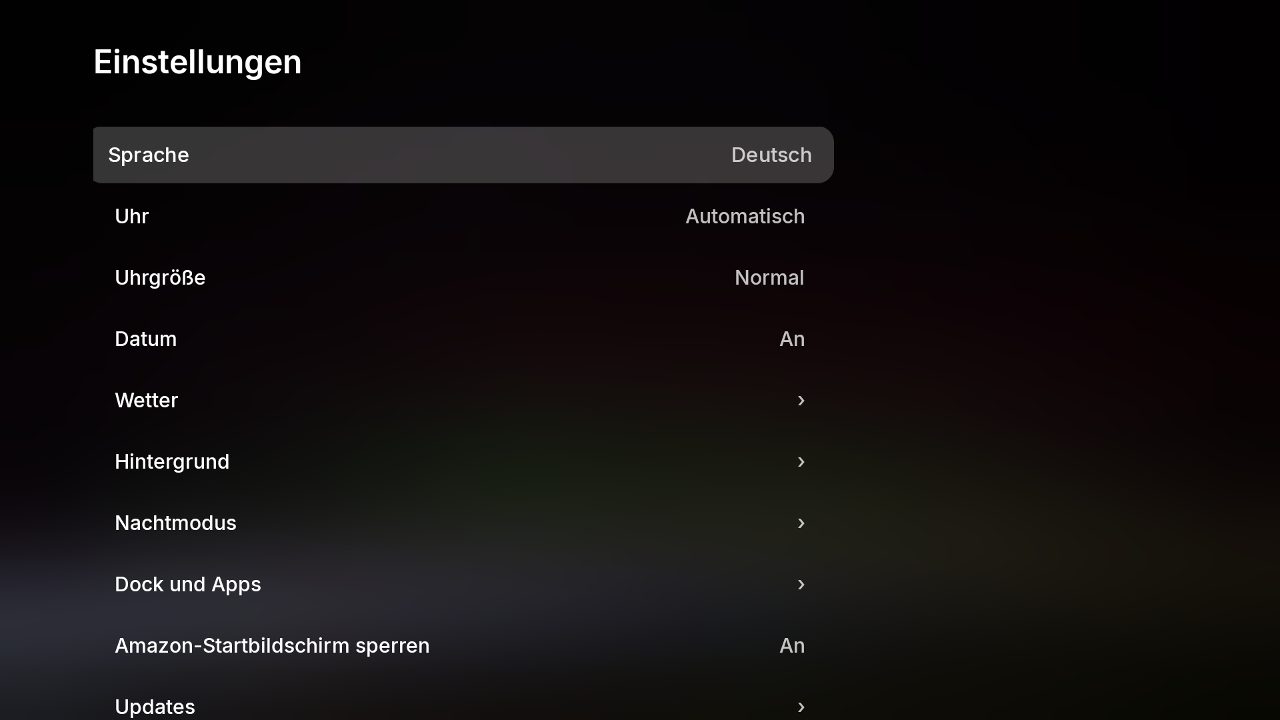 Einstellungen
Sprache Deutsch
Uhr Automatisch
Uhrgröße Normal
Datum An
Wetter ›
Hintergrund ›
Nachtmodus ›
Dock und Apps ›
Amazon-Startbildschirm sperren An
Updates ›